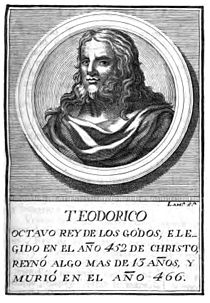 TEODORICO
OCTAVO REY DE LOS GODOS, ELE-
GIDO EN EL AÑO 452 DE CHRISTO,
REYNÓ ALGO MAS DE 13 AÑOS, Y
MURIÓ EN EL AÑO 466.